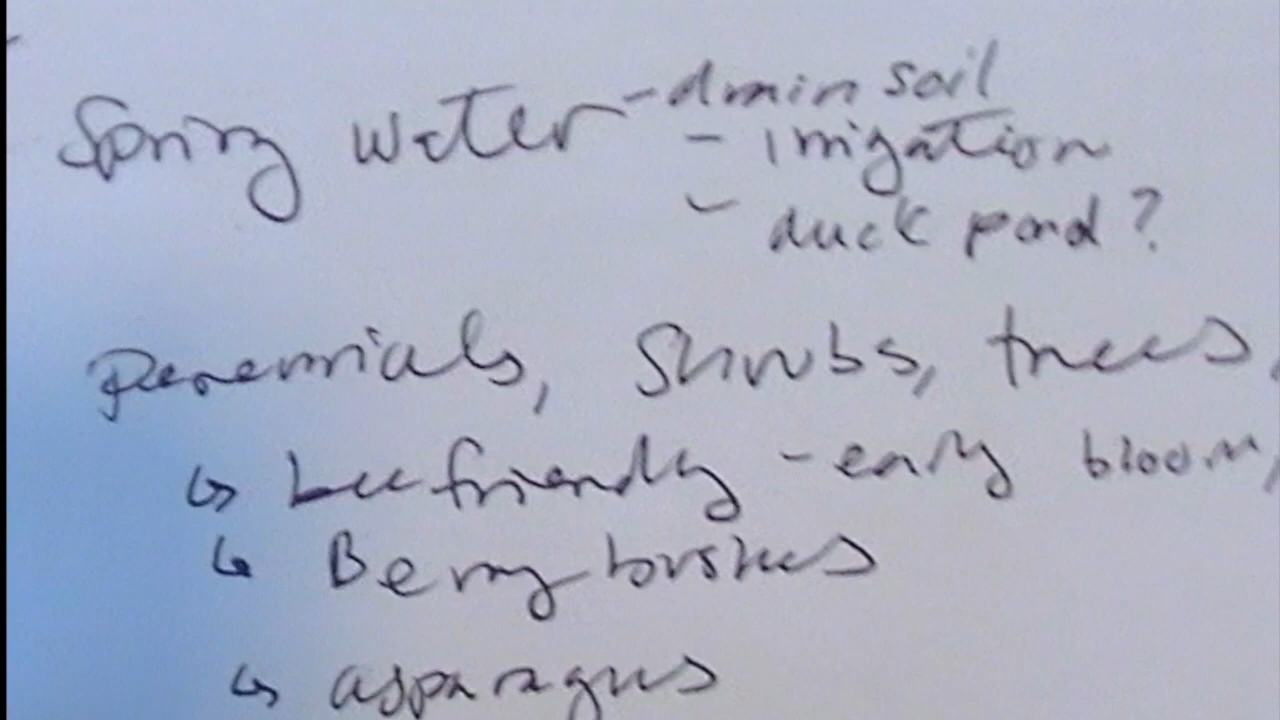 Spring water - drain soil
- irrigation
- duck pond?
Perennials, Shrubs, trees,
↳ bee friendly - early bloom,
↳ Berry bushes
↳ asparagus